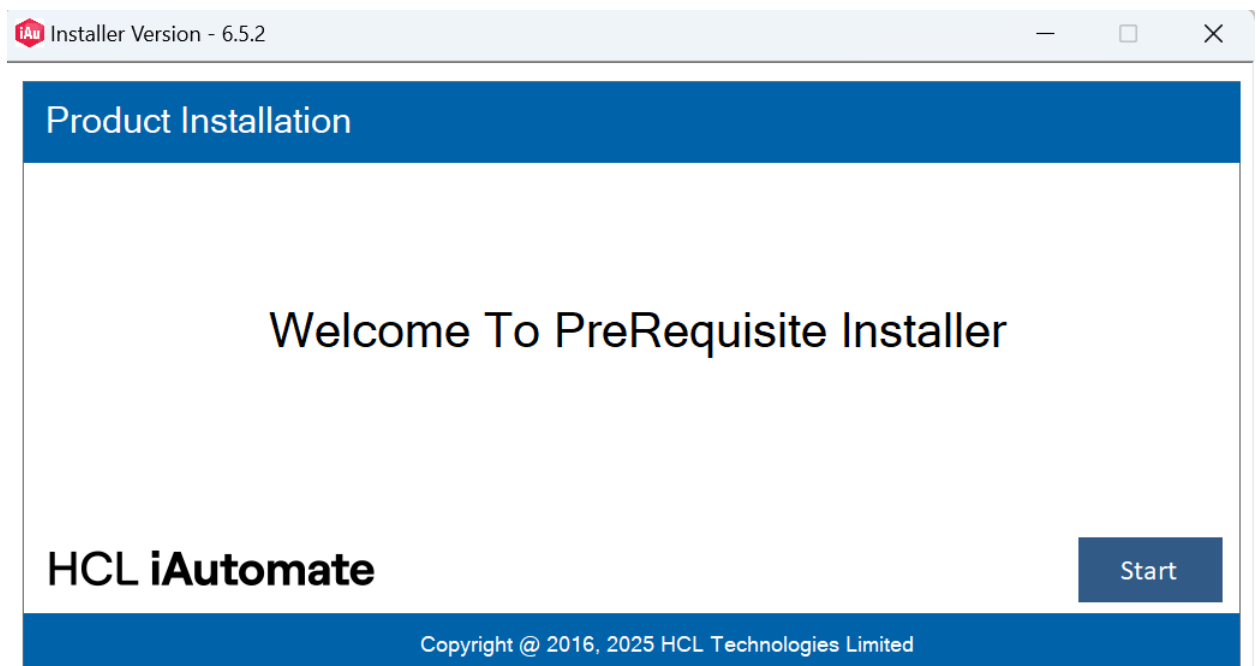 iAu Installer Version - 6.5.2
Product Installation
Welcome To PreRequisite Installer
HCL iAutomate
Start
Copyright @ 2016, 2025 HCL Technologies Limited